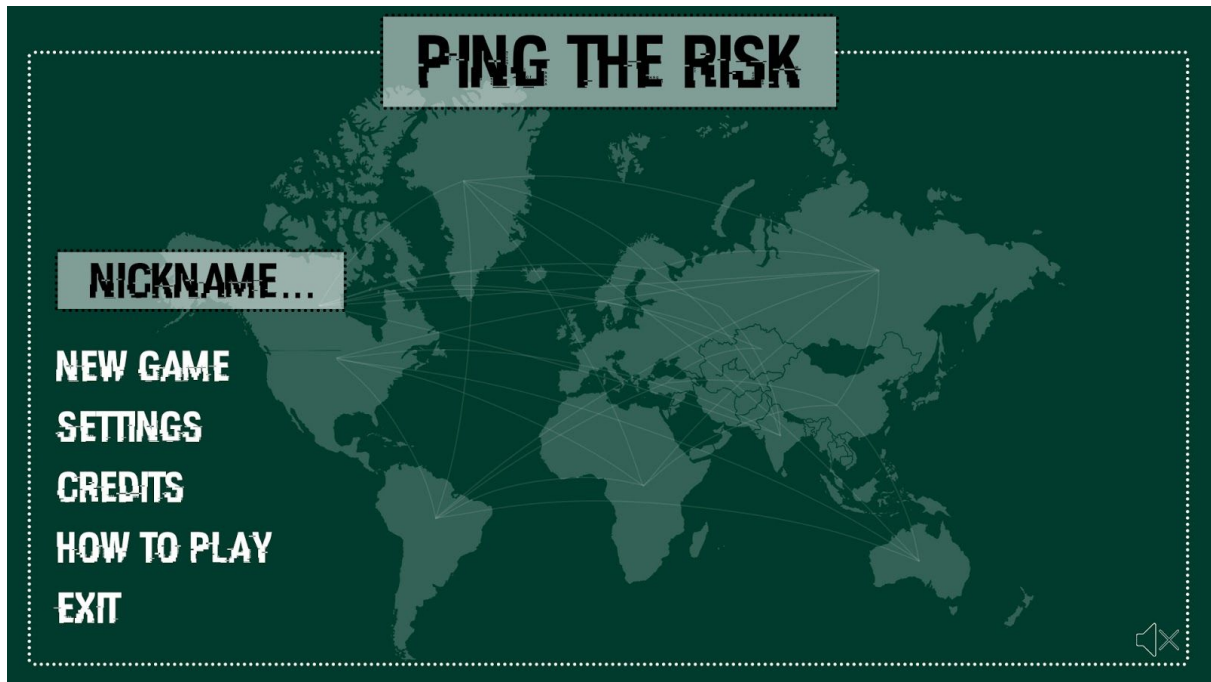 PING THE RISK
NICKNAME...
NEW GAME
SETTINGS
CREDITS
HOW TO PLAY
EXIT